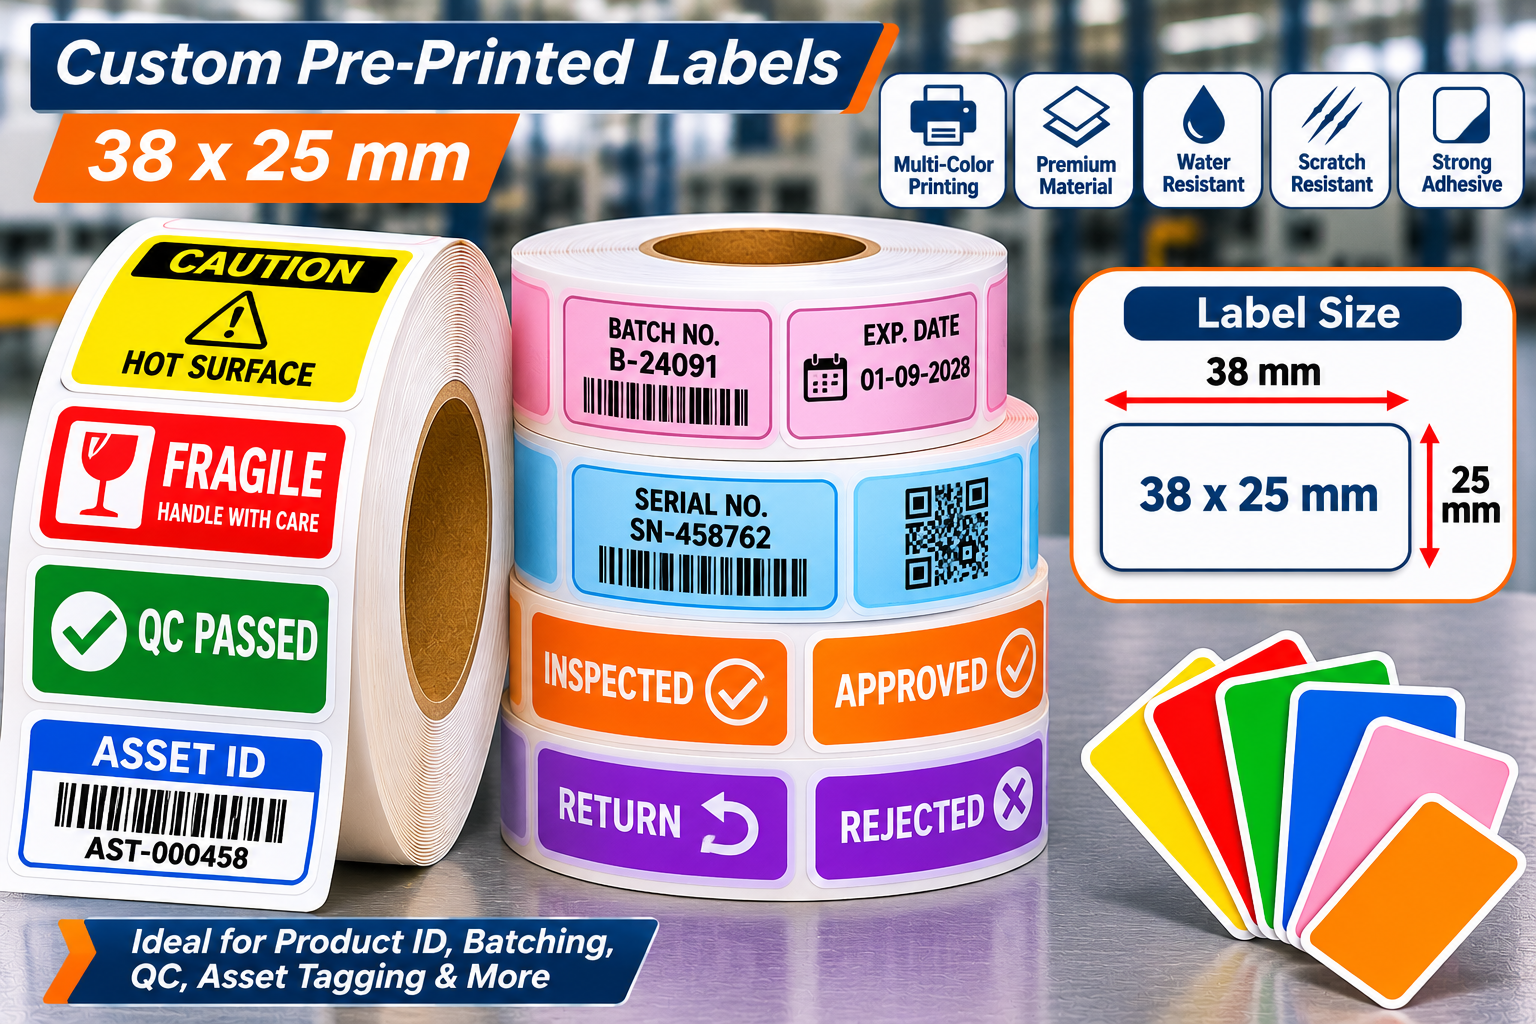 Custom Pre-Printed Labels
38 x 25 mm
Multi-Color
Printing
Premium
Material
Water
Resistant
Scratch
Resistant
Strong
Adhesive
CAUTION
HOT SURFACE
FRAGILE
HANDLE WITH CARE
QC PASSED
ASSET ID
AST-000458
BATCH NO.
B-24091
EXP. DATE
01-09-2028
SERIAL NO.
SN-458762
INSPECTED
APPROVED
RETURN
REJECTED
Label Size
38 mm
38 x 25 mm
25
mm
Ideal for Product ID, Batching,
QC, Asset Tagging & More